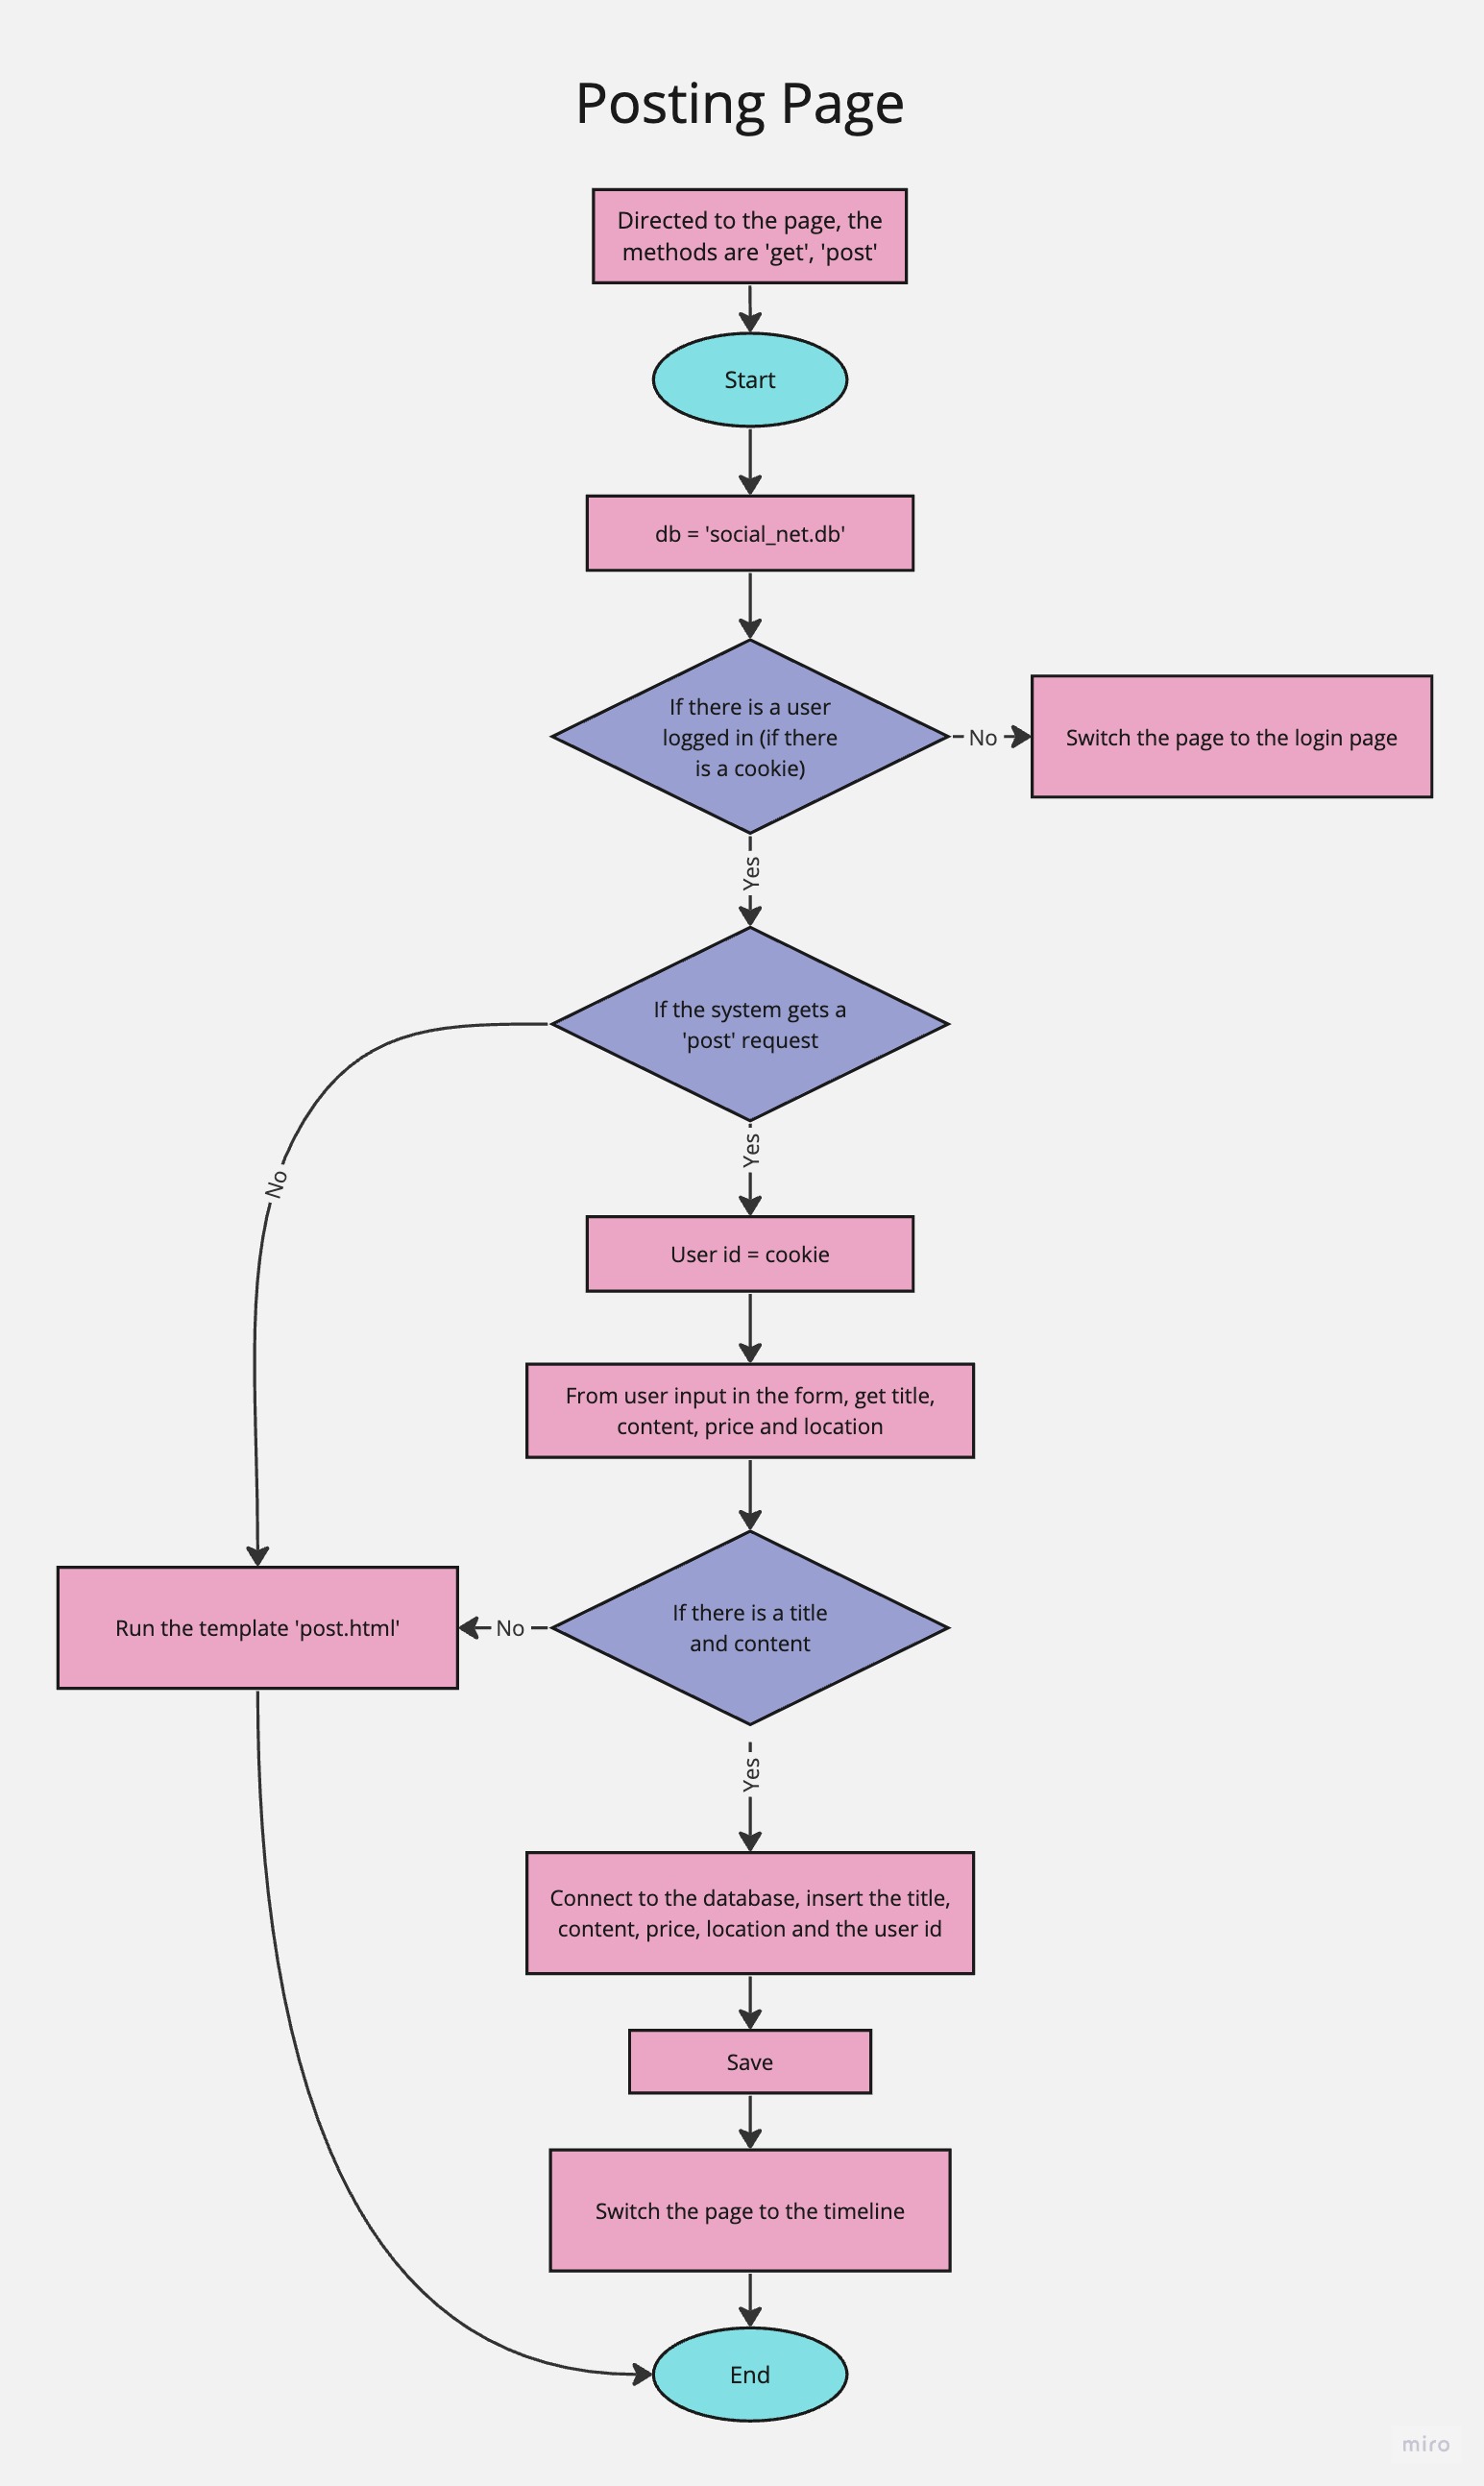 Posting Page
Directed to the page, the
methods are 'get', 'post'
Start
db = 'social_net.db'
If there is a user
logged in (if there
is a cookie)
No
Switch the page to the login page
Yes
If the system gets a
'post' request
No
Yes
User id = cookie
From user input in the form, get title,
content, price and location
If there is a title
and content
No
Run the template 'post.html'
Yes
Connect to the database, insert the title,
content, price, location and the user id
Save
Switch the page to the timeline
End
miro